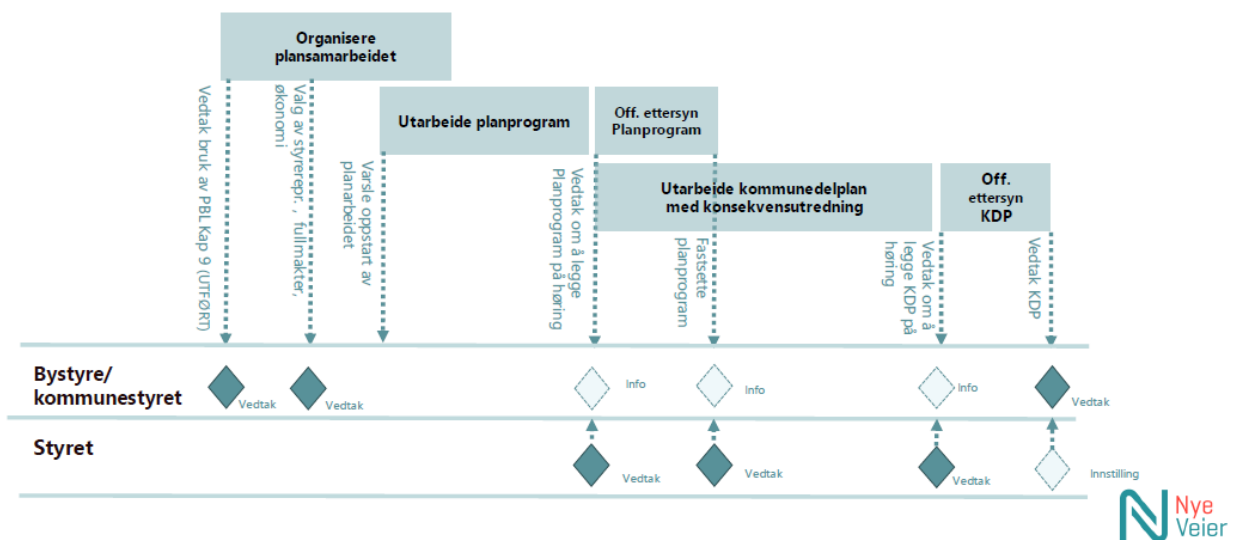 Organisere
plansamarbeidet
Utarbeide planprogram
Off. ettersyn
Planprogram
Utarbeide kommunedelplan
med konsekvensutredning
Off.
ettersyn
KDP
Vedtak bruk av PBL Kap 9 (UTFØRT)
Valg av styrerepr. , fullmakter,
økonomi
Varsle oppstart av
planarbeidet
Vedtak om å legge
Planprogram på høring
Fastsette
planprogram
Vedtak om å
legge KDP på
høring
Vedtak KDP
Bystyre/
kommunestyret
Vedtak
Vedtak
Info
Info
Info
Vedtak
Styret
Vedtak
Vedtak
Vedtak
Innstilling
Nye
Veier